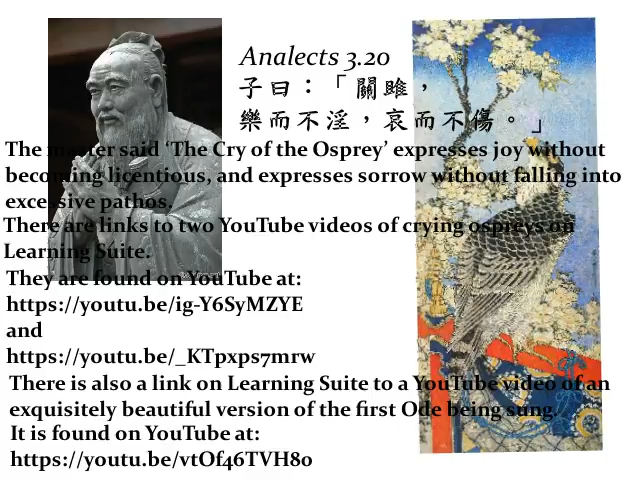 Analects 3.20
子曰：「關雎，
樂而不淫，哀而不傷。」
The master said ‘The Cry of the Osprey’ expresses joy without
becoming licentious, and expresses sorrow without falling into
excessive pathos.
There are links to two YouTube videos of crying ospreys on
Learning Suite.
They are found on YouTube at:
https://youtu.be/ig-Y6SyMZYE
and
https://youtu.be/_KTpxps7mrw
There is also a link on Learning Suite to a YouTube video of an
exquisitely beautiful version of the first Ode being sung.
It is found on YouTube at:
https://youtu.be/vtOf46TVH8o